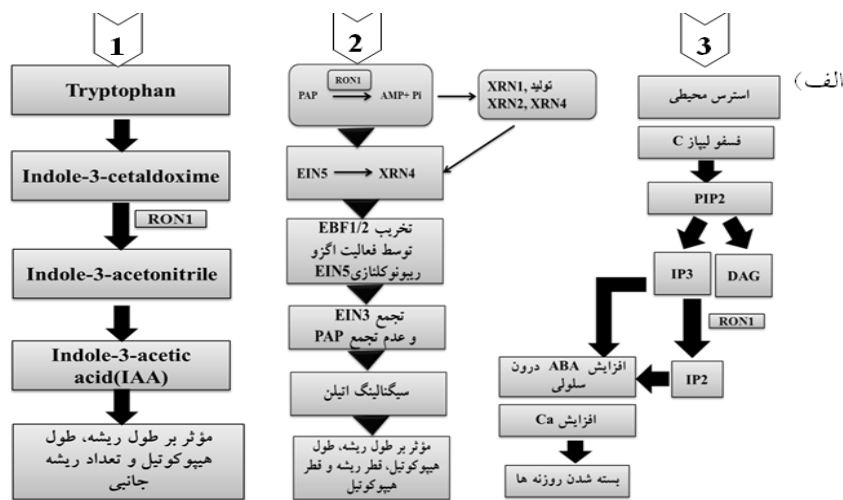 1
Tryptophan
Indole-3-cetaldoxime
RON1
Indole-3-acetonitrile
Indole-3-acetic
acid(IAA)
مؤثر بر طول ریشه، طول
هیپوکوتیل و تعداد ریشه
جانبی
2
RON1
PAP
AMP+ Pi
تولید XRN1,
XRN2, XRN4
EIN5
XRN4
تخریب EBF1/2
توسط فعالیت اگزو
ریبونوکلئازی EIN5
تجمع EIN3
و عدم تجمع PAP
سیگنالینگ اتیلن
مؤثر بر طول ریشه، طول
هیپوکوتیل، قطر ریشه و قطر
هیپوکوتیل
3
الف)
استرس محیطی
فسفو لیپاز C
PIP2
IP3
DAG
RON1
افزایش ABA درون
سلولی
IP2
افزایش Ca
بسته شدن روزنه ها